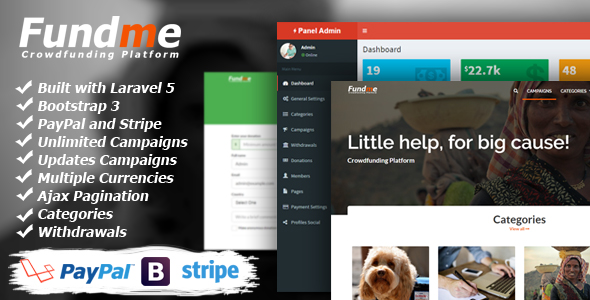 Fundme
Crowdfunding Platform
Built with Laravel 5
Bootstrap 3
PayPal and Stripe
Unlimited Campaigns
Updates Campaigns
Multiple Currencies
Ajax Pagination
Categories
Withdrawals
PayPal B stripe
Fundme
Panel Admin
Admin
Online
Dashboard
General Settings
Categories
Campaigns
Withdrawals
Donations
Members
Pages
Payment Settings
Profiles Social
Dashboard
19
$22.7k
48
Fundme
CAMPAIGNS
CATEGORIES
Little help, for big cause!
Crowdfunding Platform
Categories
View all